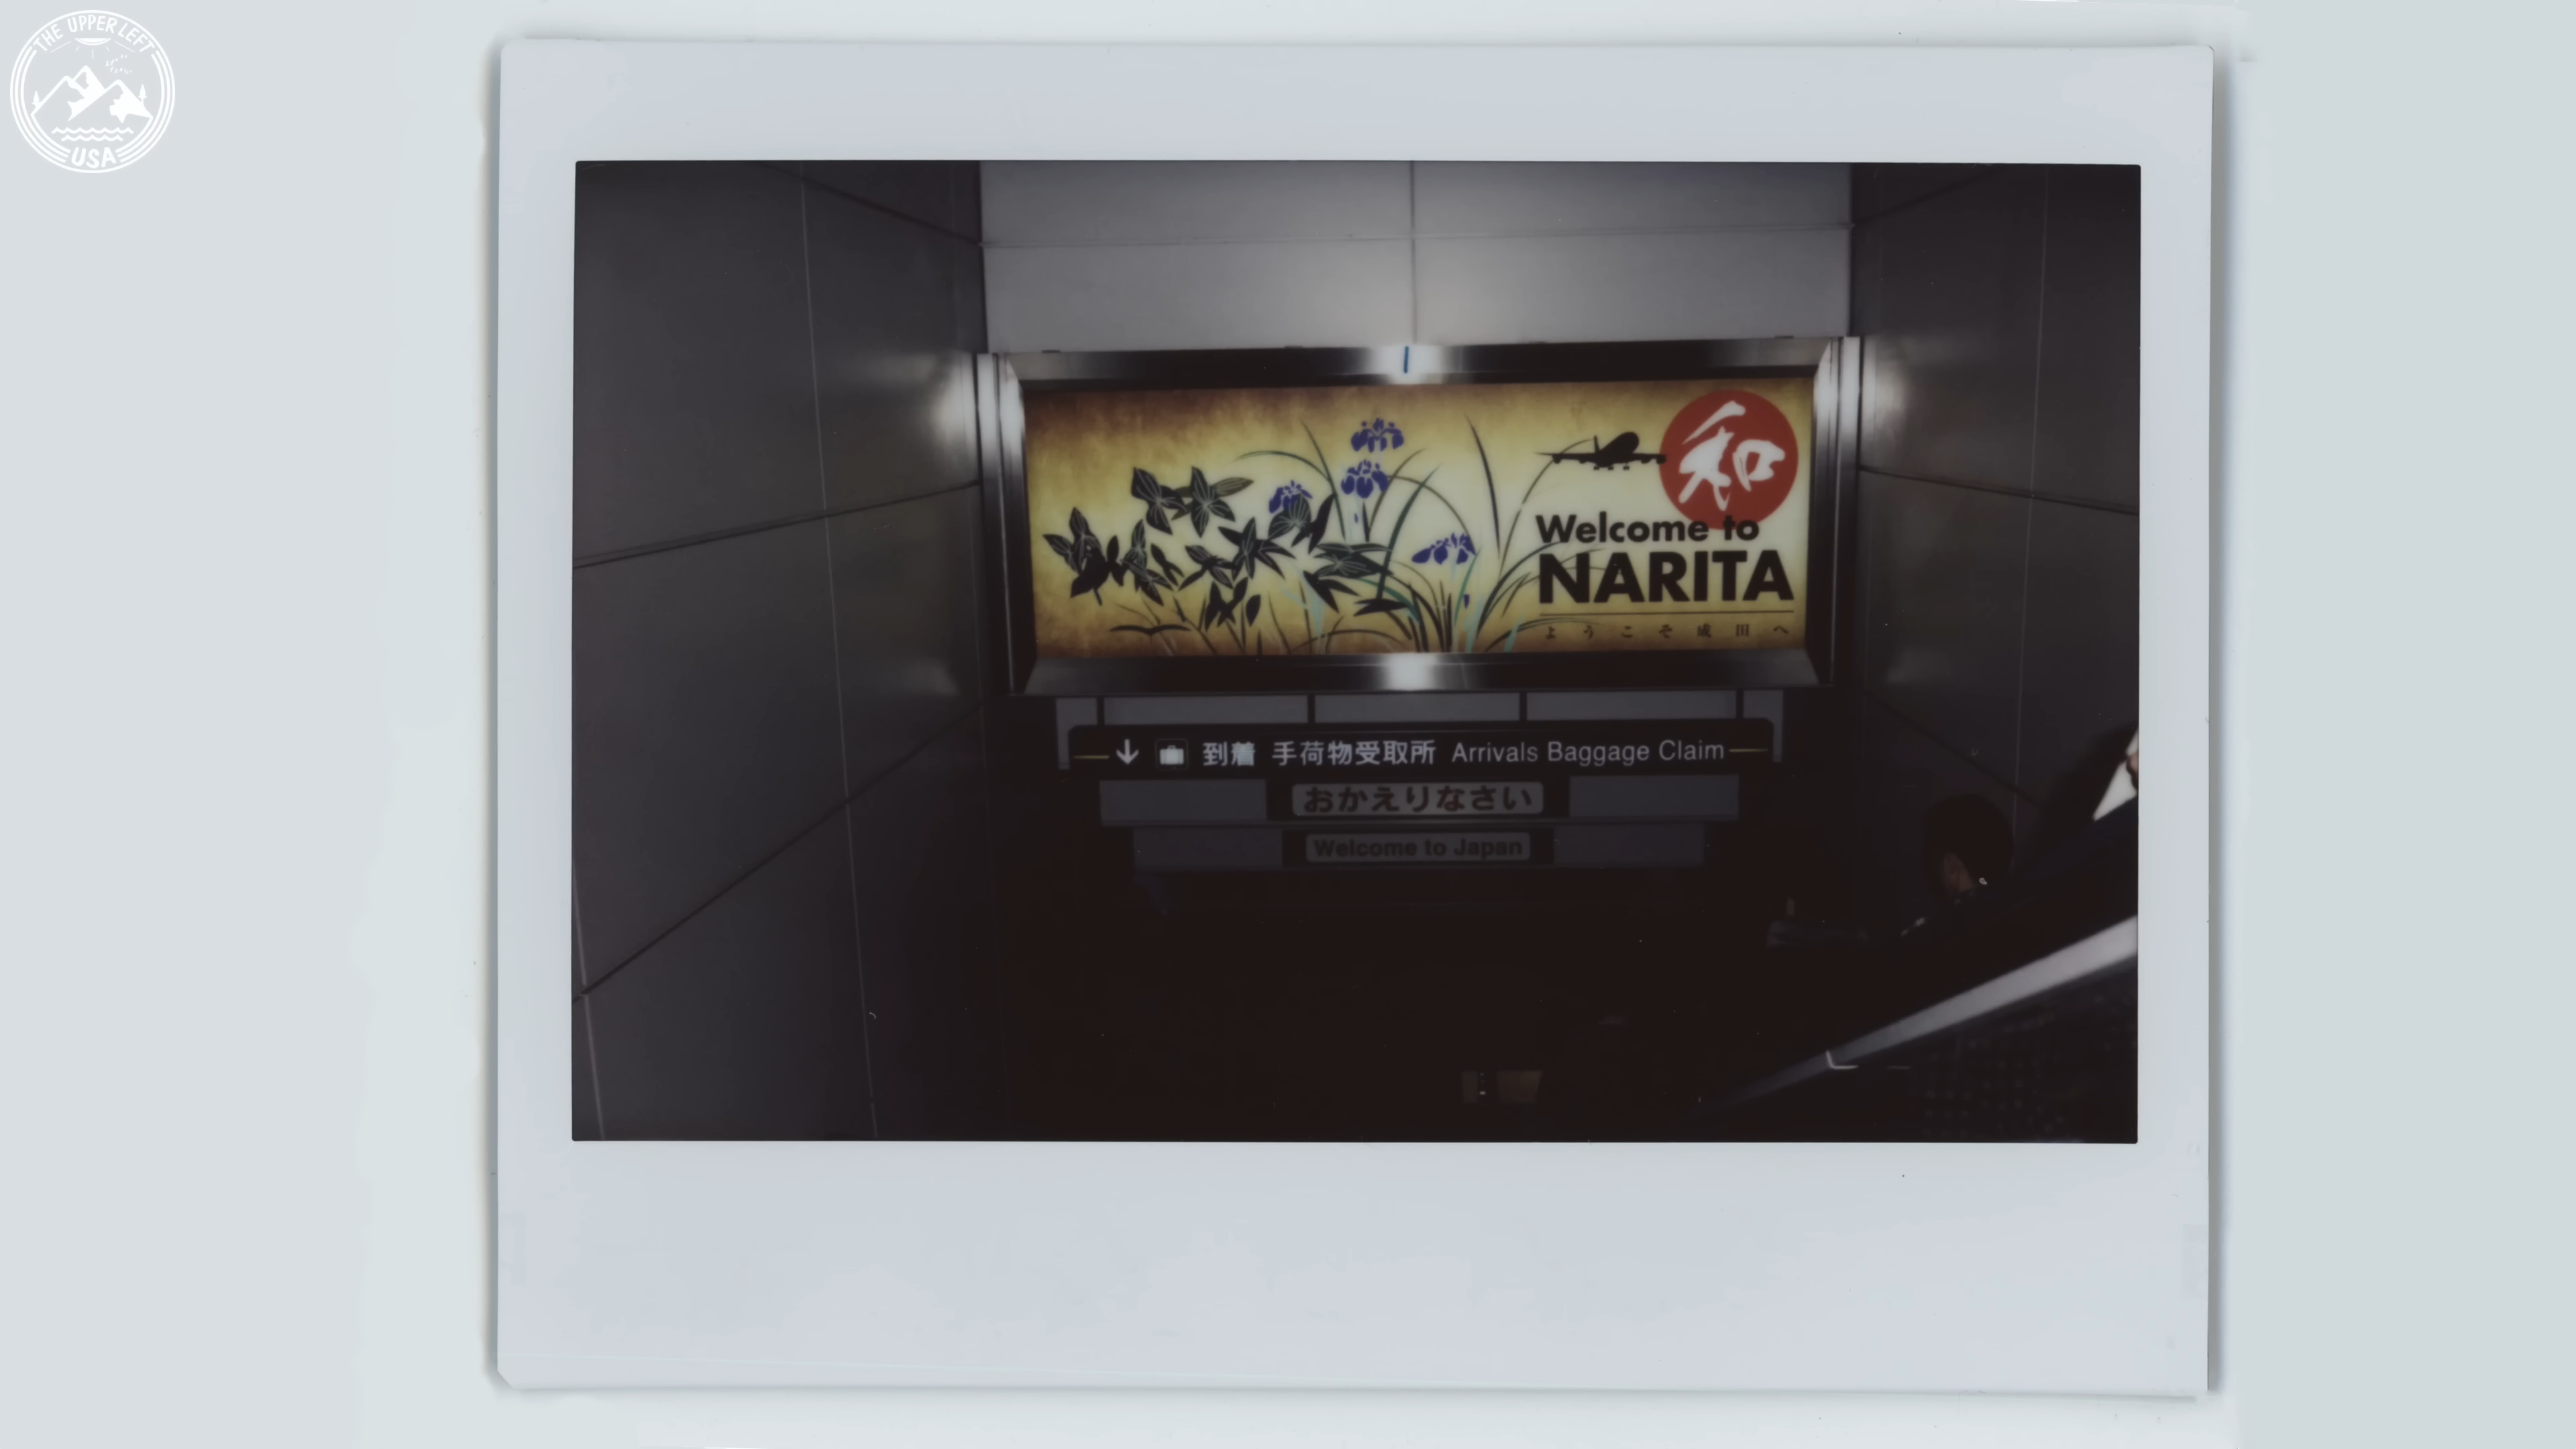 THE UPPER LEFT
USA
和
Welcome to
NARITA
ようこそ成田へ
到着 手荷物受取所 Arrivals Baggage Claim
おかえりなさい
Welcome to Japan